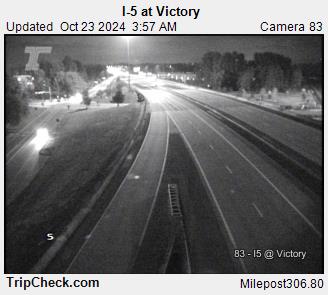 I-5 at Victory
Updated Oct 23 2024 3:57 AM Camera 83
T
S
83 - I5 @ Victory
TripCheck.com Milepost306.80